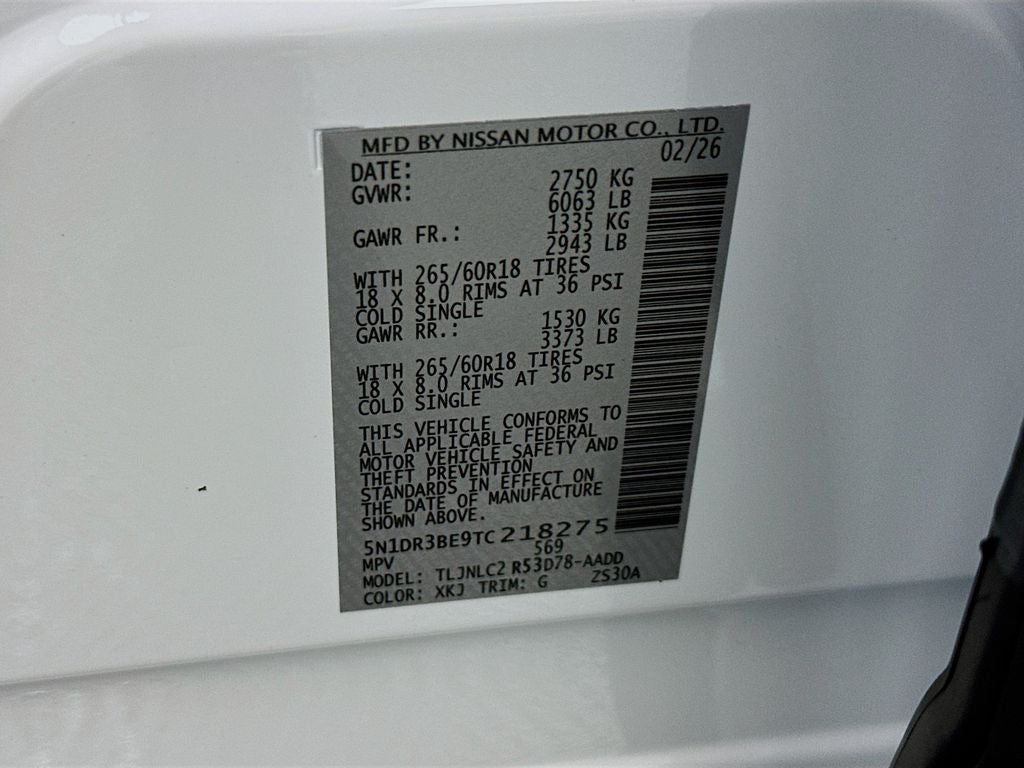 MFD BY NISSAN MOTOR CO., LTD.
DATE: 02/26
GVWR: 2750 KG
6063 LB
GAWR FR.: 1335 KG
2943 LB
WITH 265/60R18 TIRES
18 X 8.0 RIMS AT 36 PSI
COLD SINGLE
GAWR RR.: 1530 KG
3373 LB
WITH 265/60R18 TIRES
18 X 8.0 RIMS AT 36 PSI
COLD SINGLE
THIS VEHICLE CONFORMS TO
ALL APPLICABLE FEDERAL
MOTOR VEHICLE SAFETY AND
THEFT PREVENTION
STANDARDS IN EFFECT ON
THE DATE OF MANUFACTURE
SHOWN ABOVE.
5N1DR3BE9TC218275
MPV 569
MODEL: TLJNLC2 R53D78-AADD
COLOR: XKJ TRIM: G ZS30A